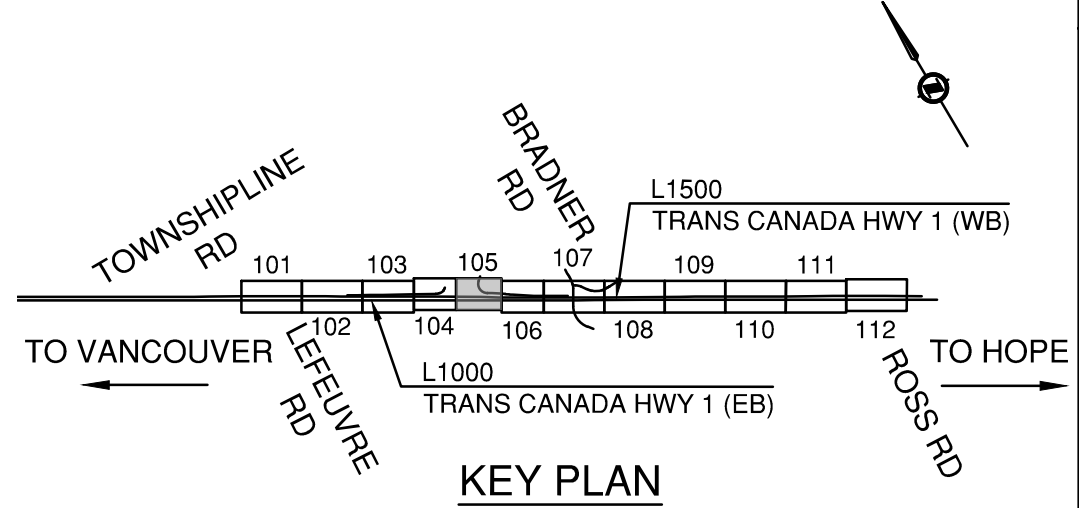 TOWNSHIPLINE
RD
BRADNER
RD
L1500
TRANS CANADA HWY 1 (WB)
101
103
105
107
109
111
102
104
106
108
110
112
TO VANCOUVER
LEFEUVRE
RD
L1000
TRANS CANADA HWY 1 (EB)
ROSS RD
TO HOPE
KEY PLAN